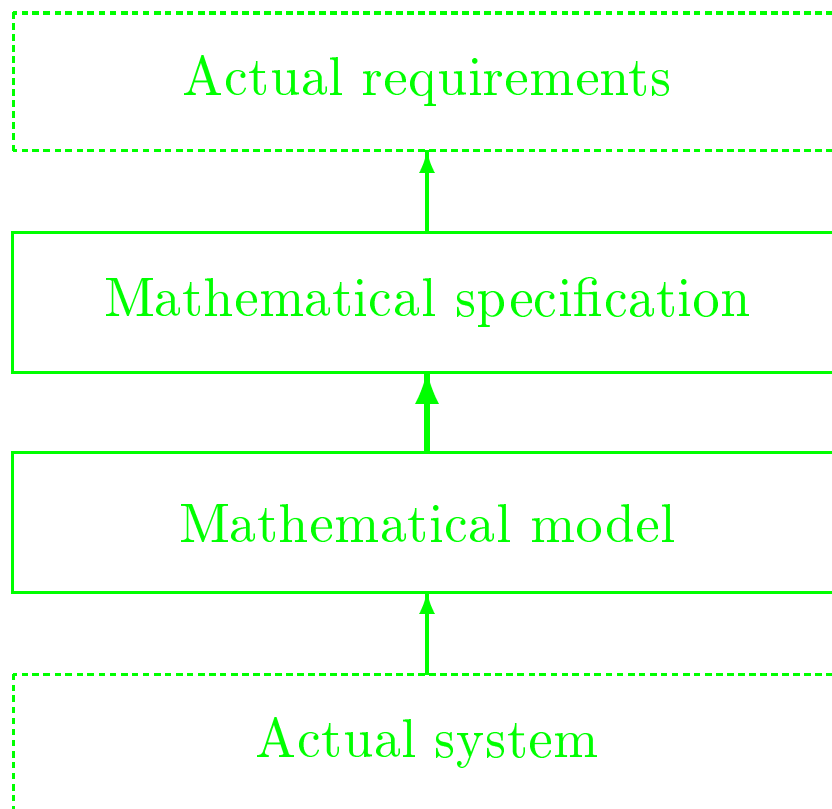 Actual requirements
Mathematical specification
Mathematical model
Actual system